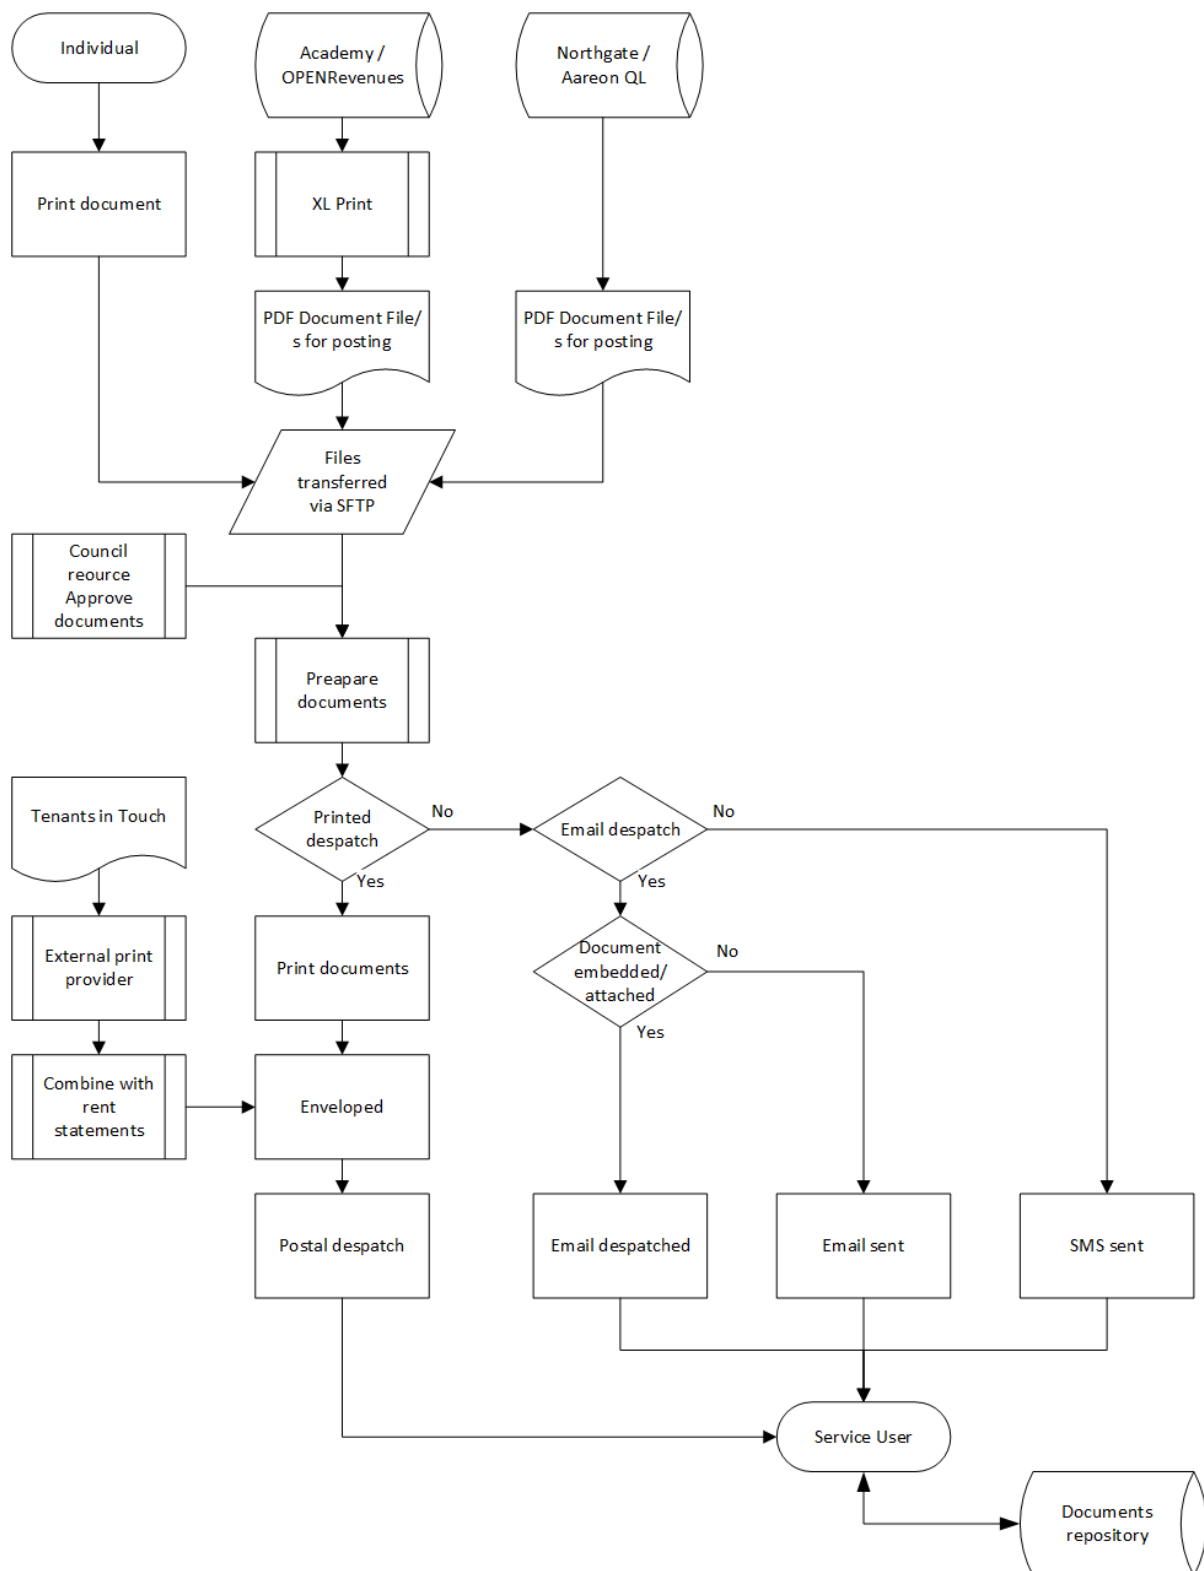 Individual
Academy /
OPENRevenues
Northgate /
Aareon QL
Print document
XL Print
PDF Document File/
s for posting
PDF Document File/
s for posting
Files
transferred
via SFTP
Council
reource
Approve
documents
Preapare
documents
Tenants in Touch
Printed
despatch
No
Email despatch
No
Yes
Yes
External print
provider
Print documents
Document
embedded/
attached
No
Yes
Combine with
rent
statements
Enveloped
Postal despatch
Email despatched
Email sent
SMS sent
Service User
Documents
repository